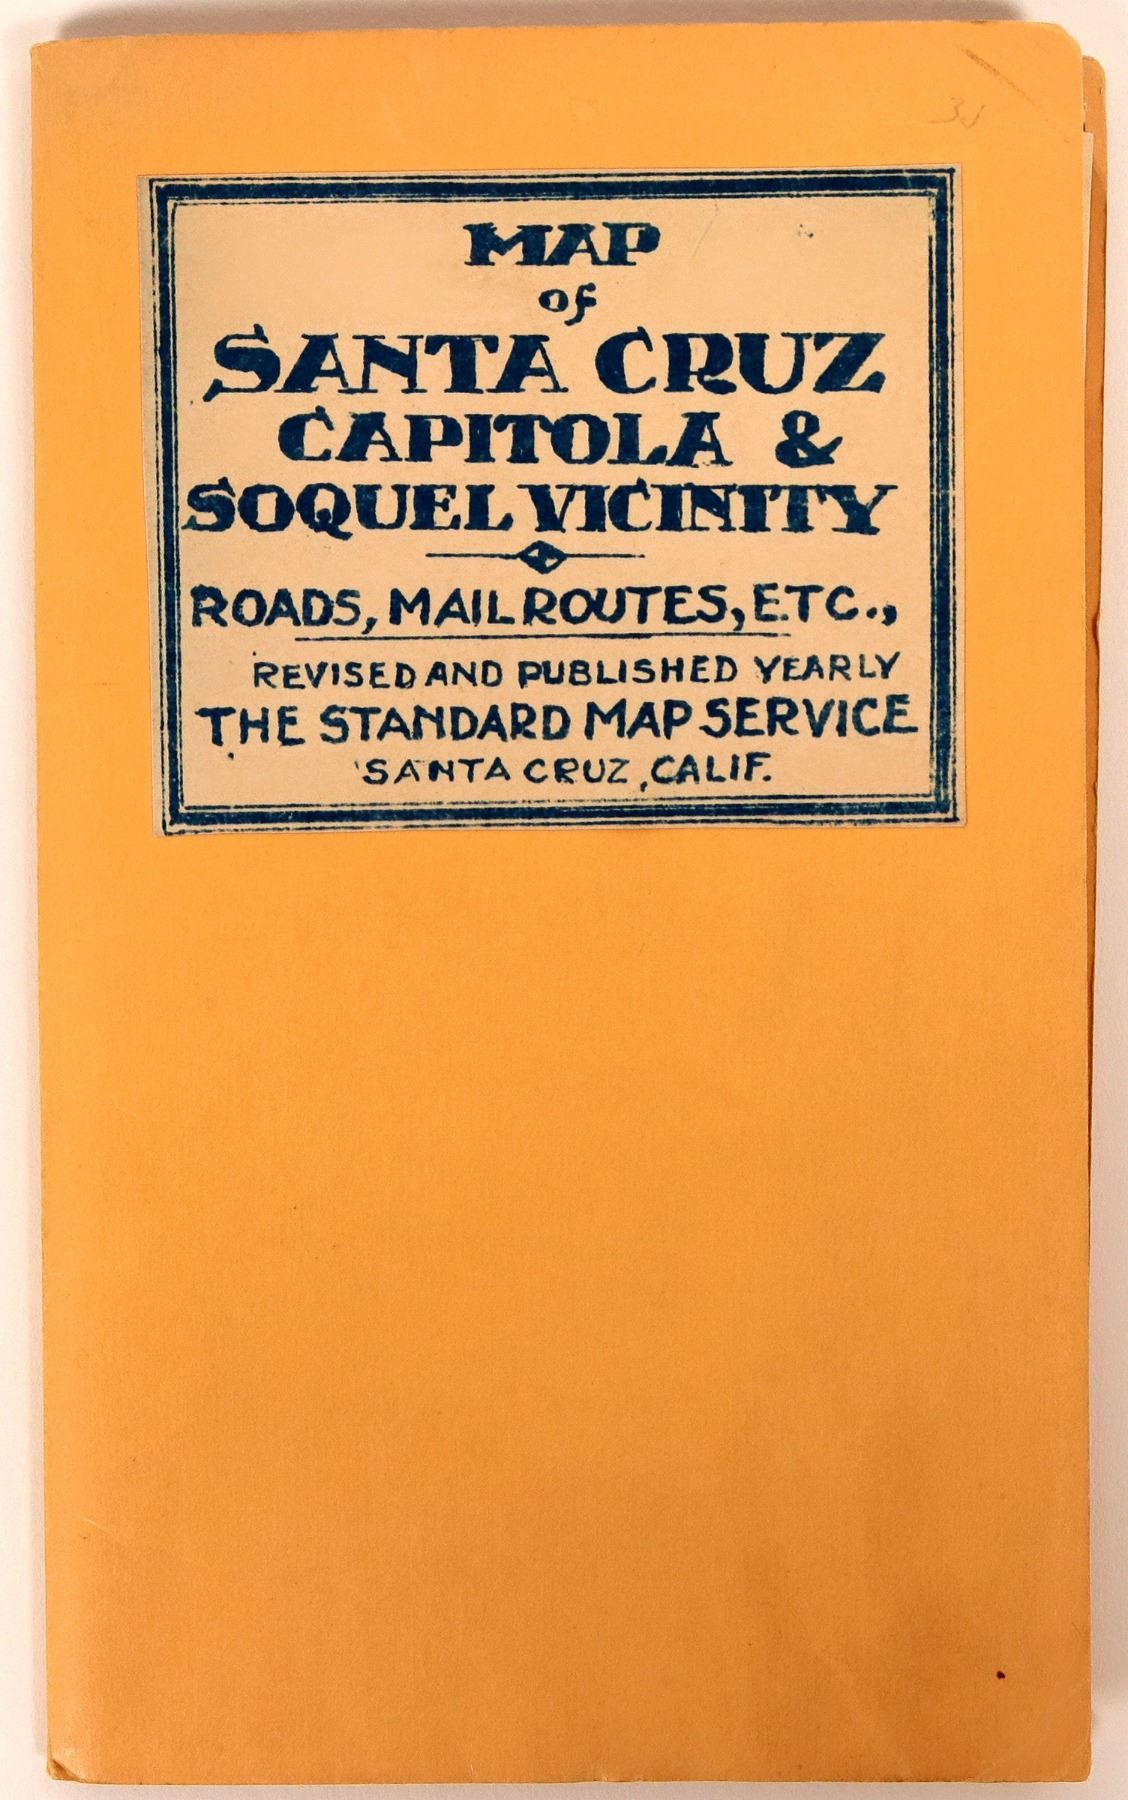 MAP
of
SANTA CRUZ
CAPITOLA &
SOQUEL VICINITY
ROADS, MAIL ROUTES, ETC.,
REVISED AND PUBLISHED YEARLY
THE STANDARD MAP SERVICE
SANTA CRUZ, CALIF.